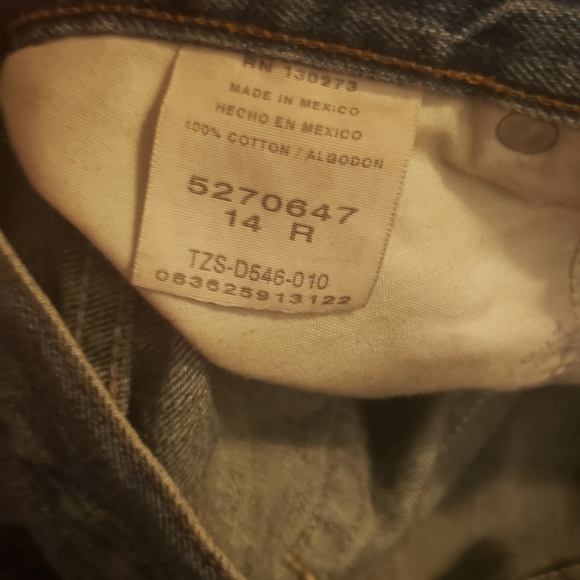 RN 130273
MADE IN MEXICO
HECHO EN MEXICO
100% COTTON / ALGODON
5270647
14 R
TZS-D546-010
083625913122